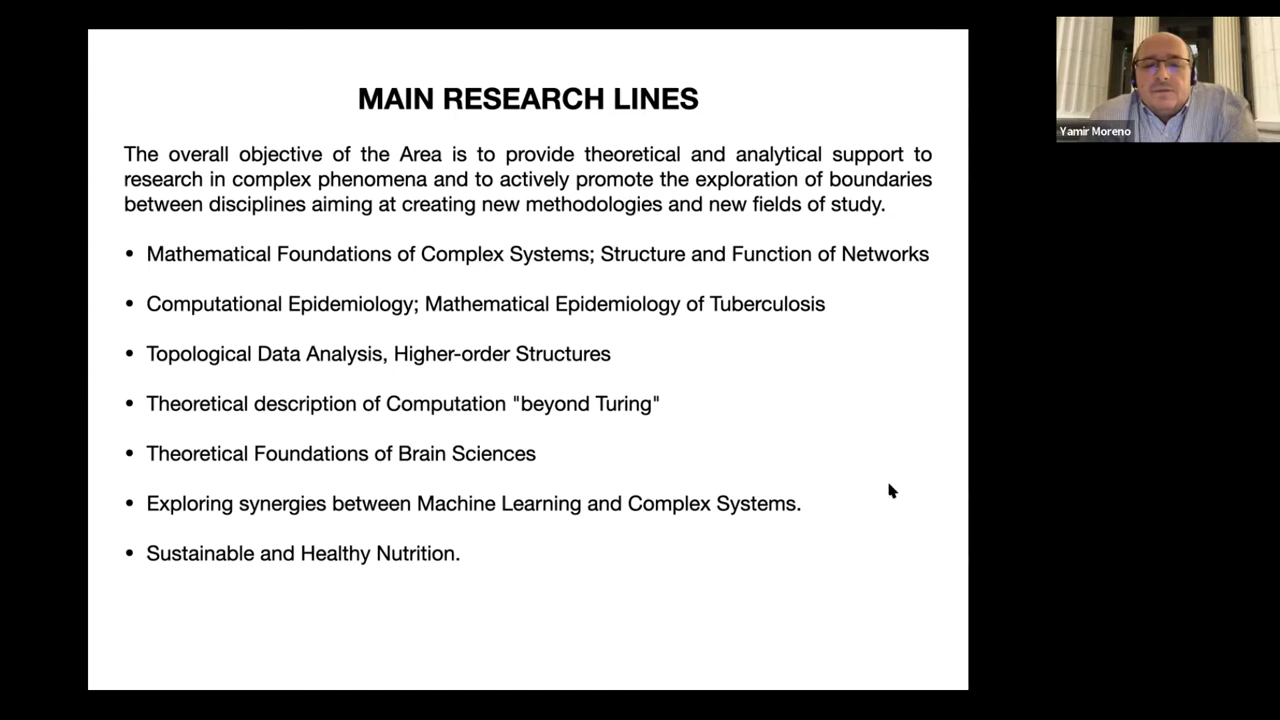 MAIN RESEARCH LINES
The overall objective of the Area is to provide theoretical and analytical support to
research in complex phenomena and to actively promote the exploration of boundaries
between disciplines aiming at creating new methodologies and new fields of study.
• Mathematical Foundations of Complex Systems; Structure and Function of Networks
• Computational Epidemiology; Mathematical Epidemiology of Tuberculosis
• Topological Data Analysis, Higher-order Structures
• Theoretical description of Computation "beyond Turing"
• Theoretical Foundations of Brain Sciences
• Exploring synergies between Machine Learning and Complex Systems.
• Sustainable and Healthy Nutrition.
Yamir Moreno